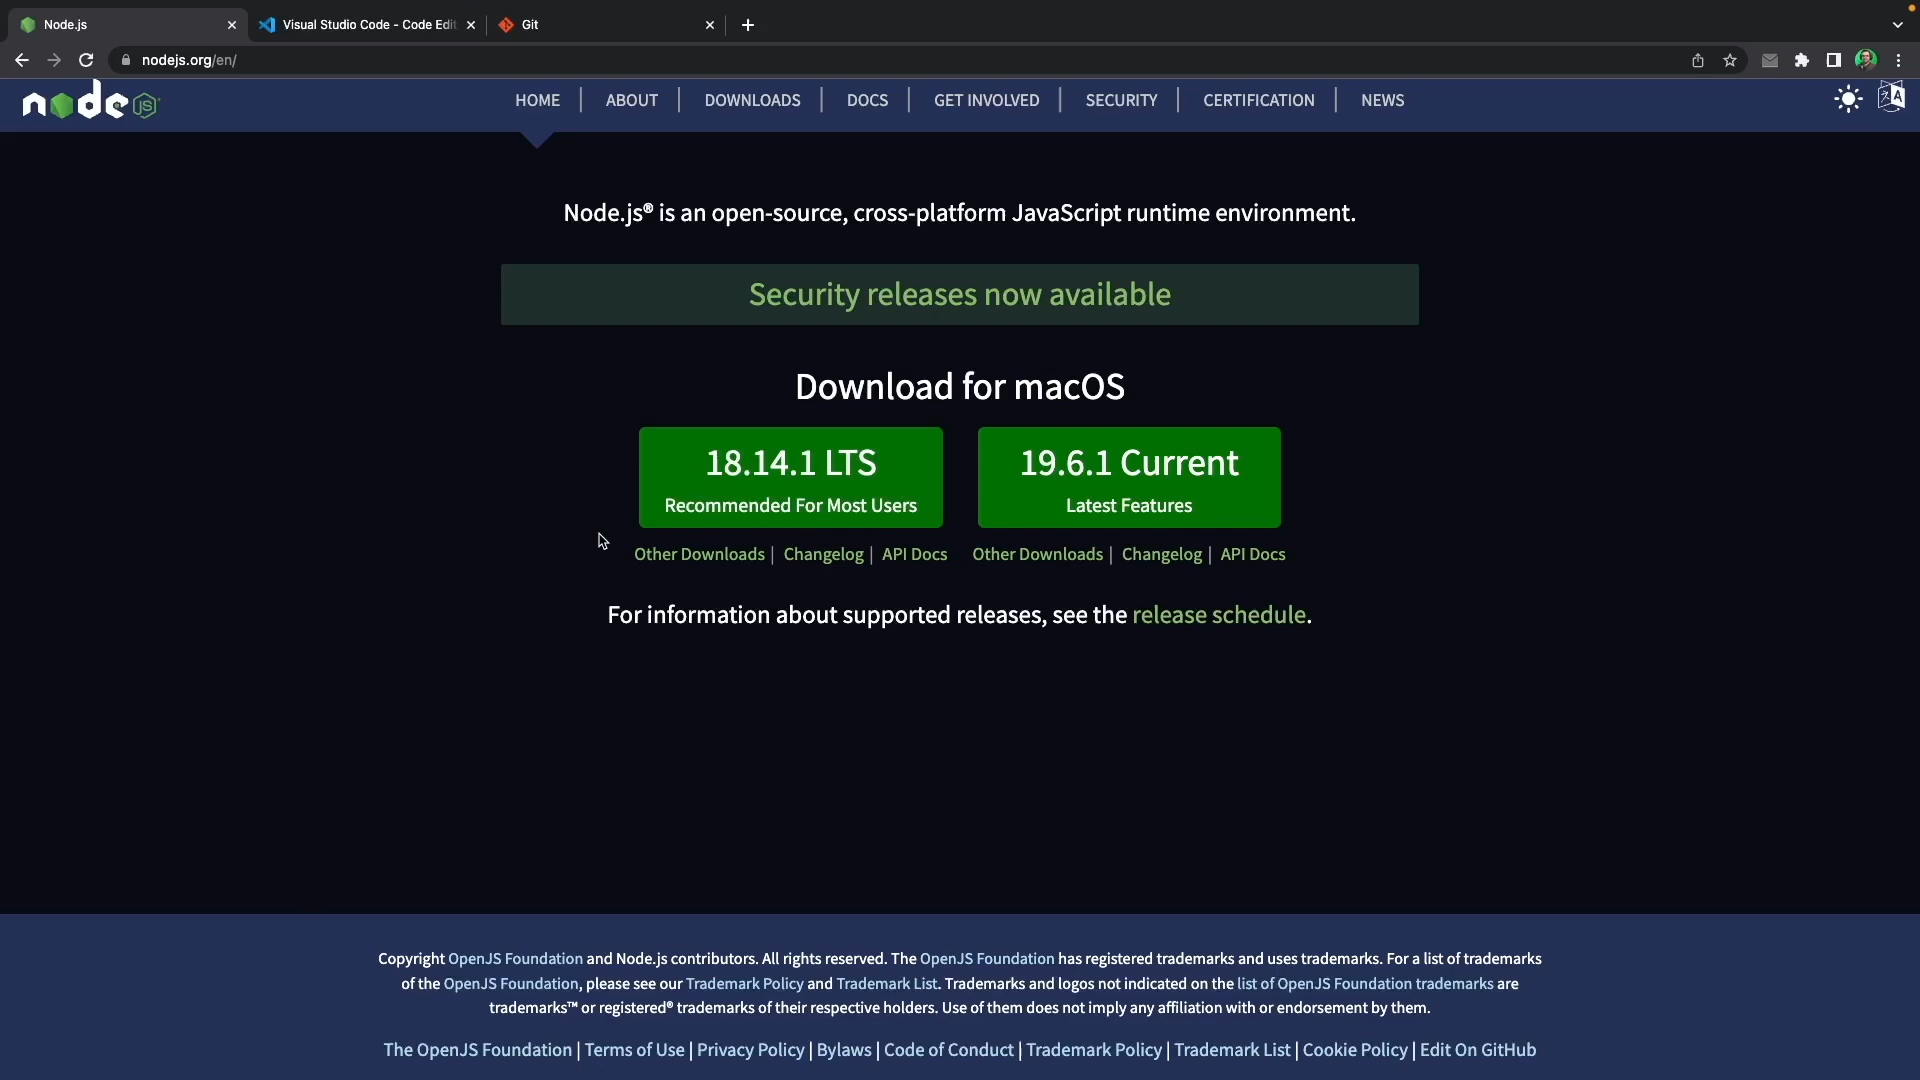 Node.js
Visual Studio Code - Code Edit
Git
nodejs.org/en/
node JS
HOME | ABOUT | DOWNLOADS | DOCS | GET INVOLVED | SECURITY | CERTIFICATION | NEWS
Node.js® is an open-source, cross-platform JavaScript runtime environment.
Security releases now available
Download for macOS
18.14.1 LTS
Recommended For Most Users
19.6.1 Current
Latest Features
Other Downloads | Changelog | API Docs
Other Downloads | Changelog | API Docs
For information about supported releases, see the release schedule.
Copyright OpenJS Foundation and Node.js contributors. All rights reserved. The OpenJS Foundation has registered trademarks and uses trademarks. For a list of trademarks
of the OpenJS Foundation, please see our Trademark Policy and Trademark List. Trademarks and logos not indicated on the list of OpenJS Foundation trademarks are
trademarks™ or registered® trademarks of their respective holders. Use of them does not imply any affiliation with or endorsement by them.
The OpenJS Foundation | Terms of Use | Privacy Policy | Bylaws | Code of Conduct | Trademark Policy | Trademark List | Cookie Policy | Edit On GitHub